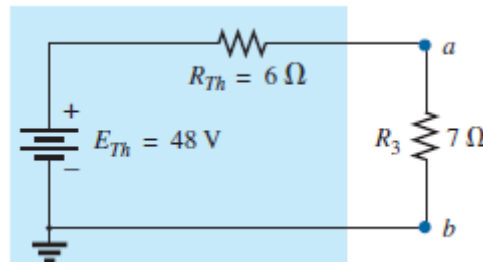 a
R_Th = 6 Ω
+
E_Th = 48 V
R_3
7 Ω
−
b